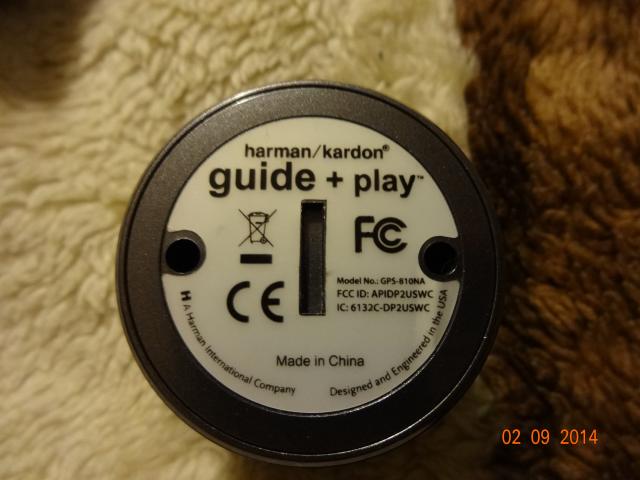 harman/kardon®
guide + play™
FC
CE
Model No.: GPS-810NA
FCC ID: APIDP2USWC
IC: 6132C-DP2USWC
Made in China
H A Harman International Company
Designed and Engineered in the USA
02 09 2014